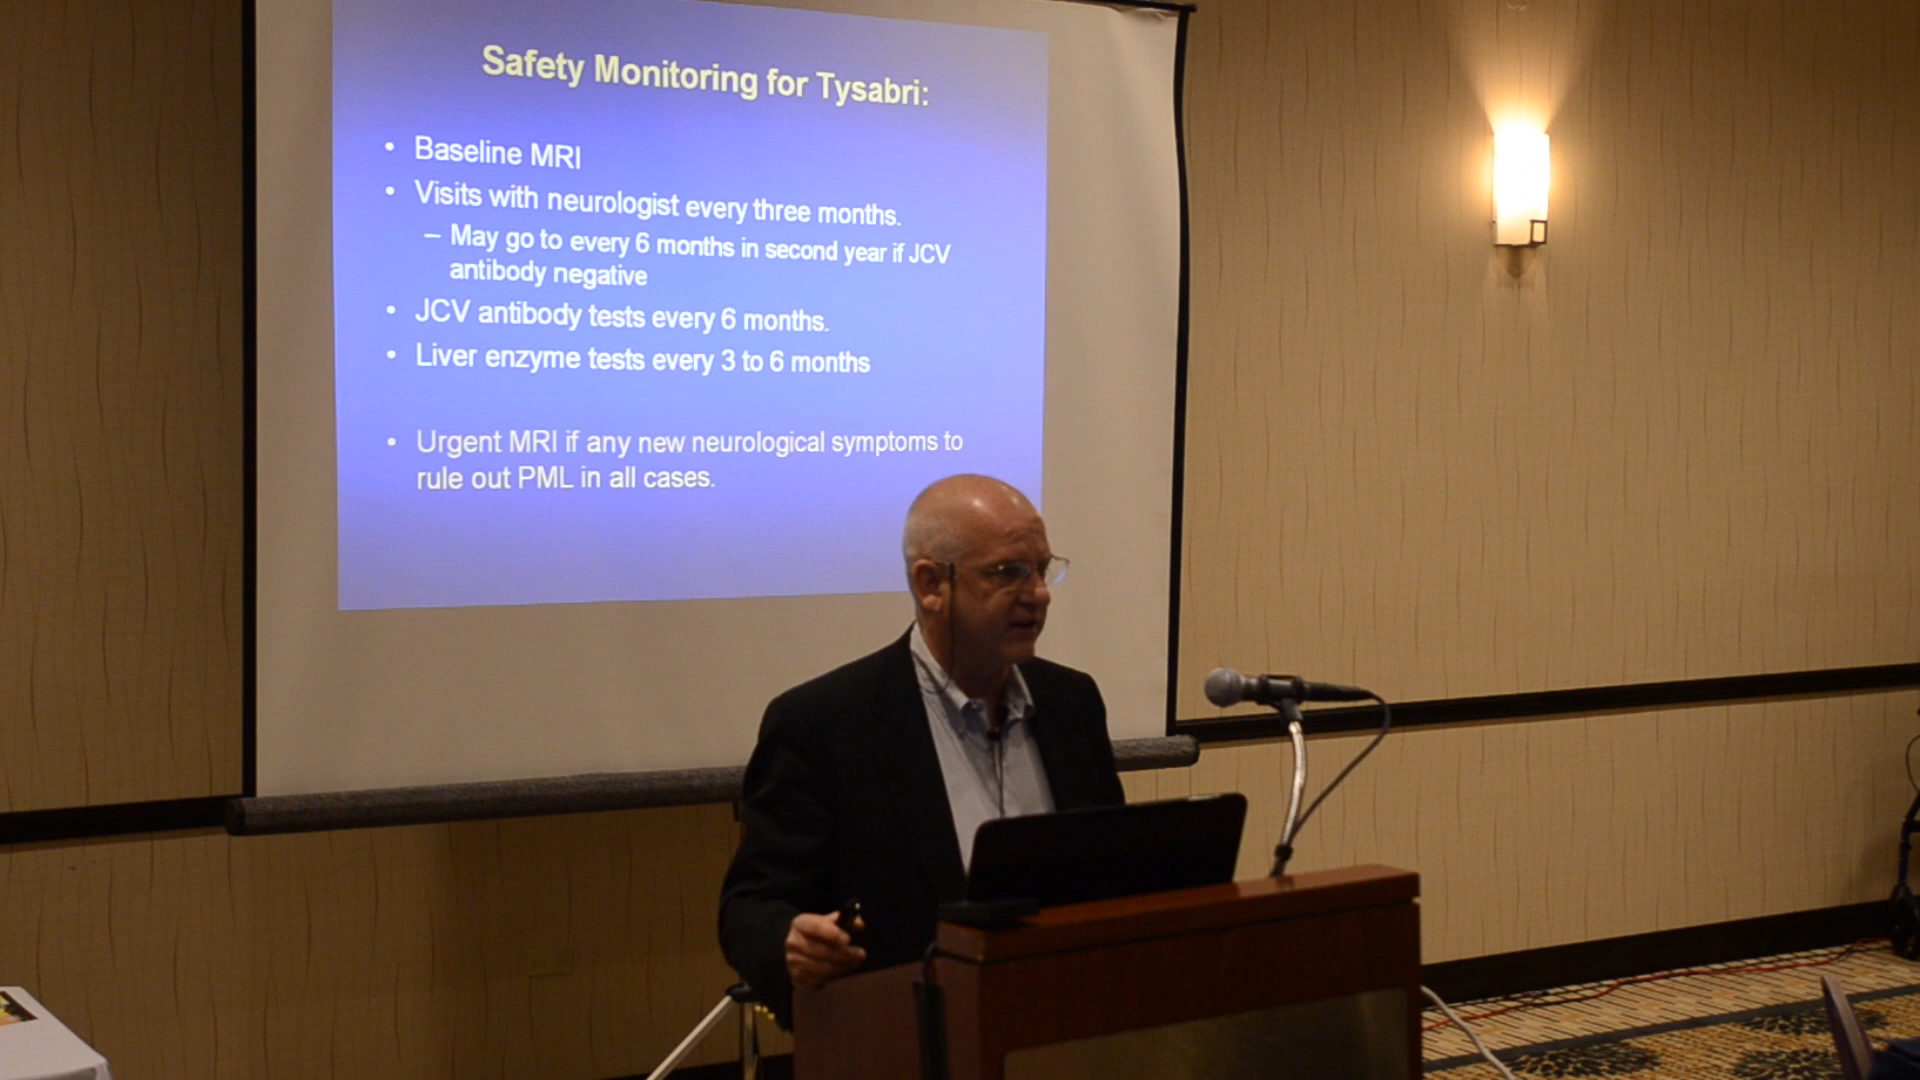 Safety Monitoring for Tysabri:
• Baseline MRI
• Visits with neurologist every three months.
– May go to every 6 months in second year if JCV
antibody negative
• JCV antibody tests every 6 months.
• Liver enzyme tests every 3 to 6 months
• Urgent MRI if any new neurological symptoms to
rule out PML in all cases.